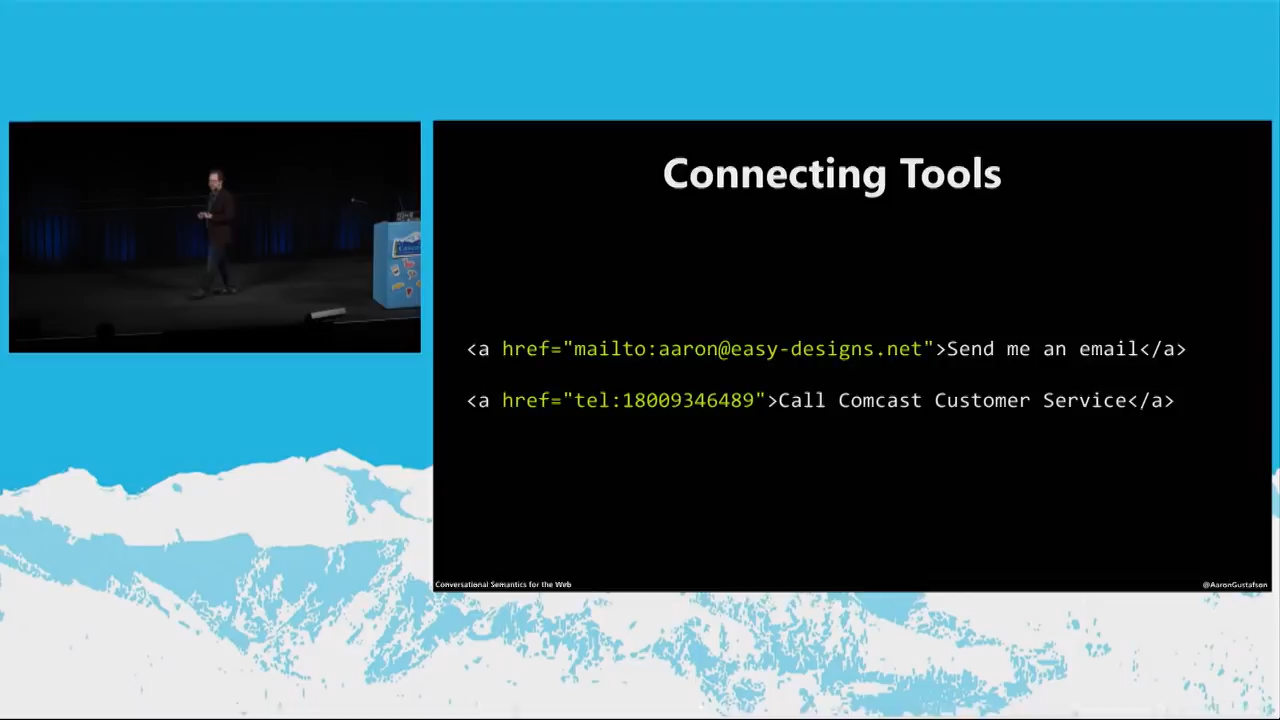 Connecting Tools
<a href="mailto:aaron@easy-designs.net">Send me an email</a>
<a href="tel:18009346489">Call Comcast Customer Service</a>
Conversational Semantics for the Web
@AaronGustafson